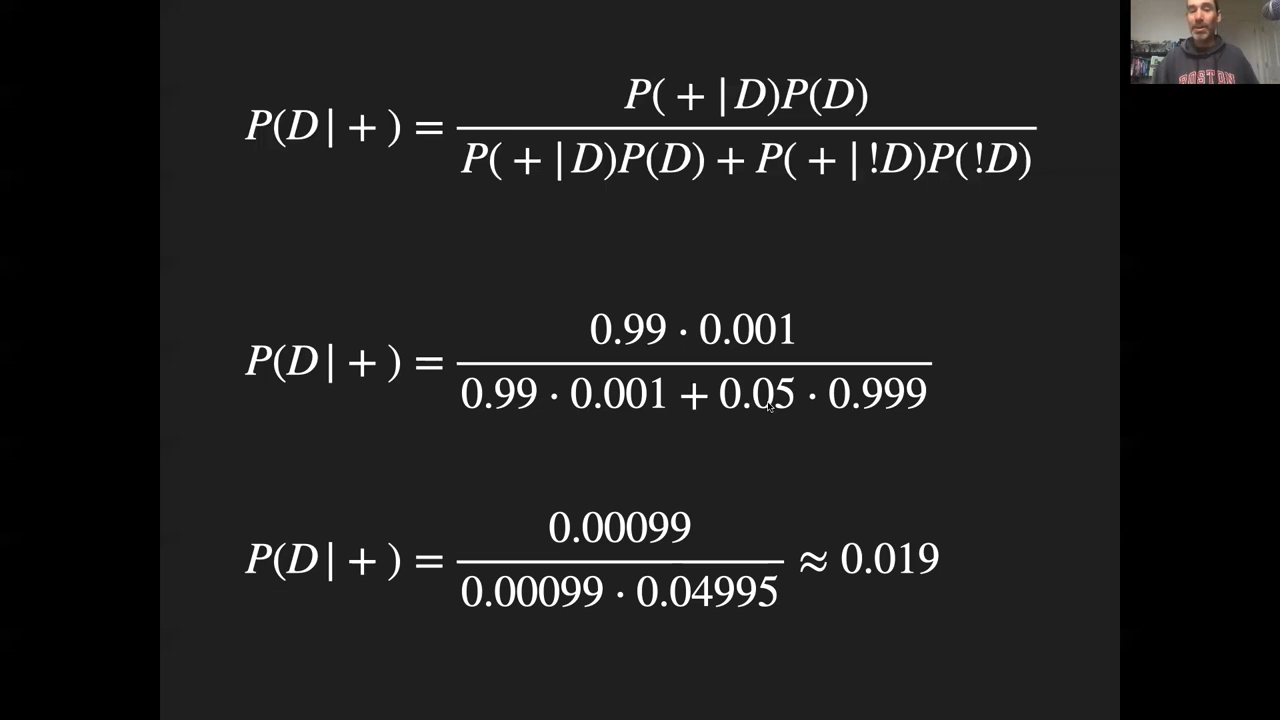 P(D | + ) = P( + | D)P(D) / P( + | D)P(D) + P( + | !D)P(!D)
P(D | + ) = 0.99 · 0.001 / 0.99 · 0.001 + 0.05 · 0.999
P(D | + ) = 0.00099 / 0.00099 · 0.04995 ≈ 0.019
BOSTON